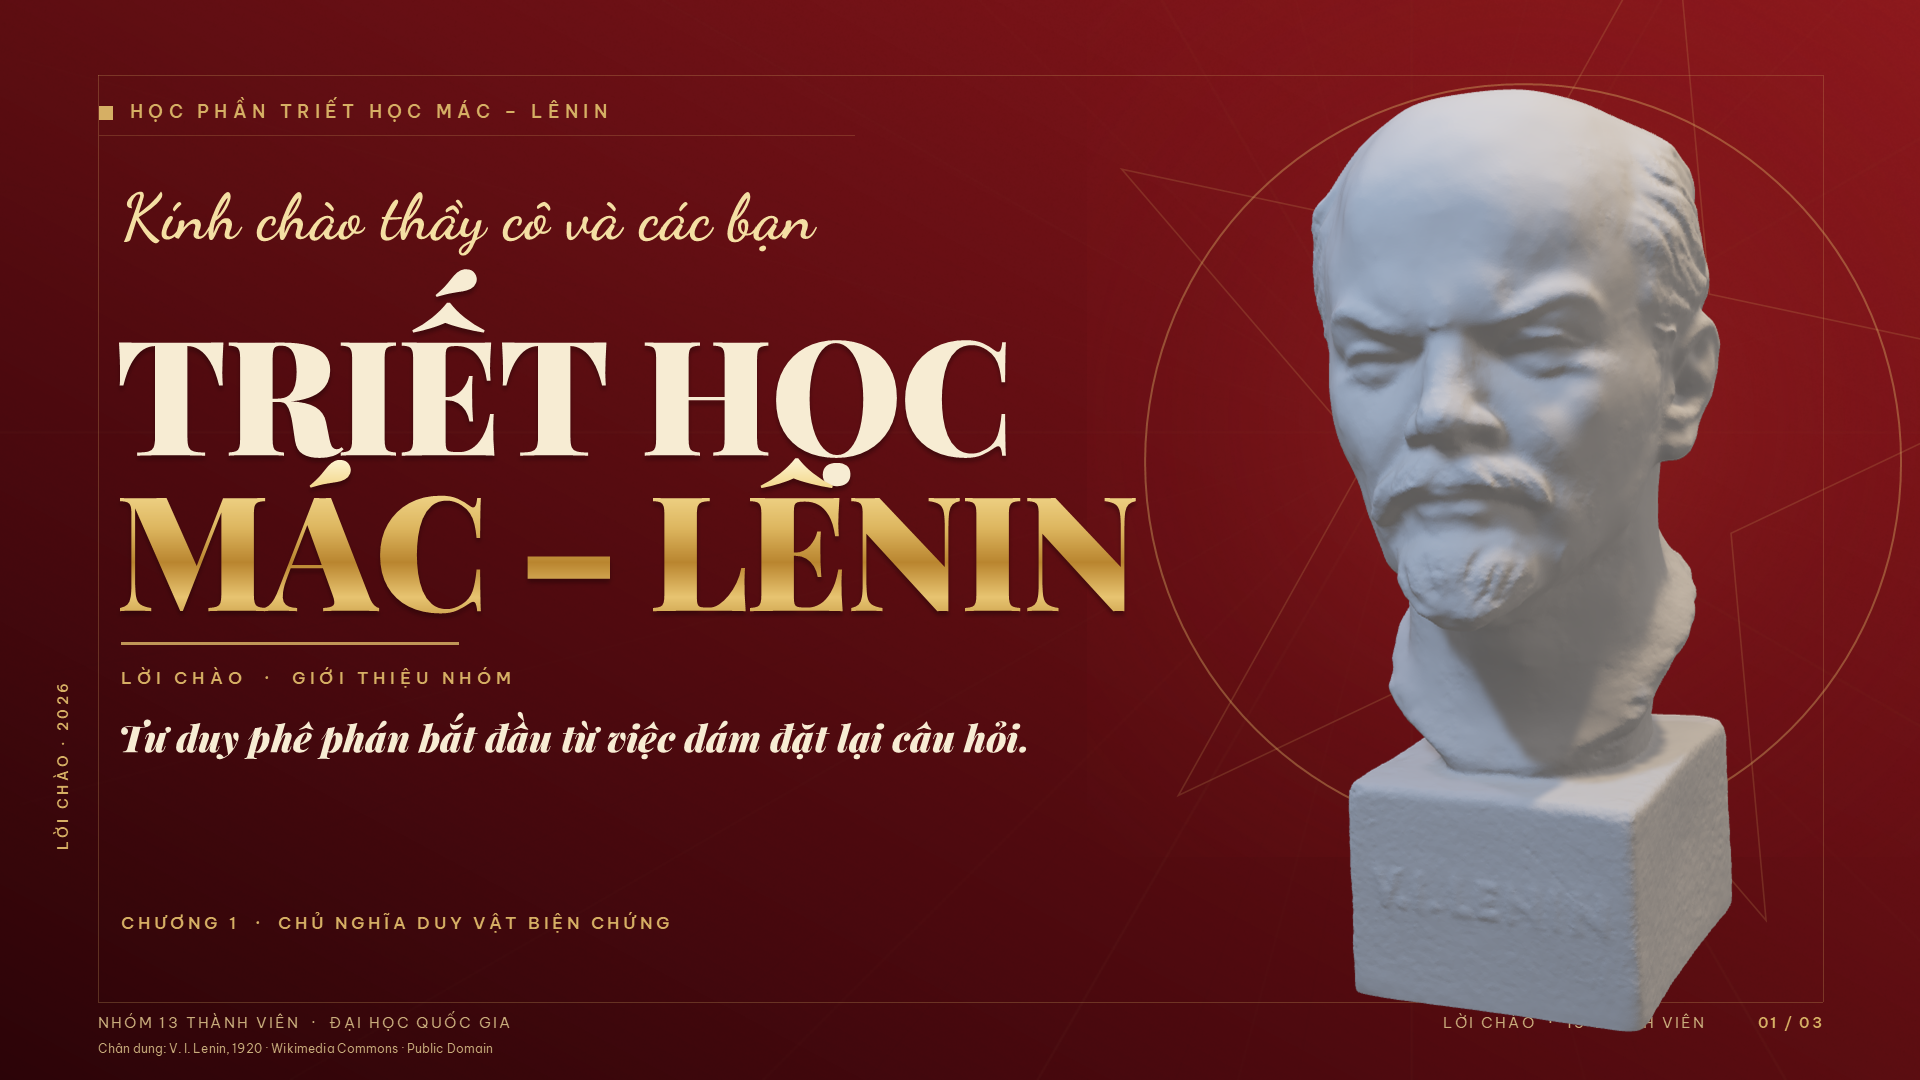 HỌC PHẦN TRIẾT HỌC MÁC – LÊNIN
Kính chào thầy cô và các bạn
TRIẾT HỌC
MÁC – LÊNIN
LỜI CHÀO · GIỚI THIỆU NHÓM
Tư duy phê phán bắt đầu từ việc dám đặt lại câu hỏi.
LỜI CHÀO · 2026
CHƯƠNG 1 · CHỦ NGHĨA DUY VẬT BIỆN CHỨNG
NHÓM 13 THÀNH VIÊN · ĐẠI HỌC QUỐC GIA
LỜI CHÀO · VIÊN 01 / 03
Chân dung: V. I. Lenin, 1920 · Wikimedia Commons · Public Domain